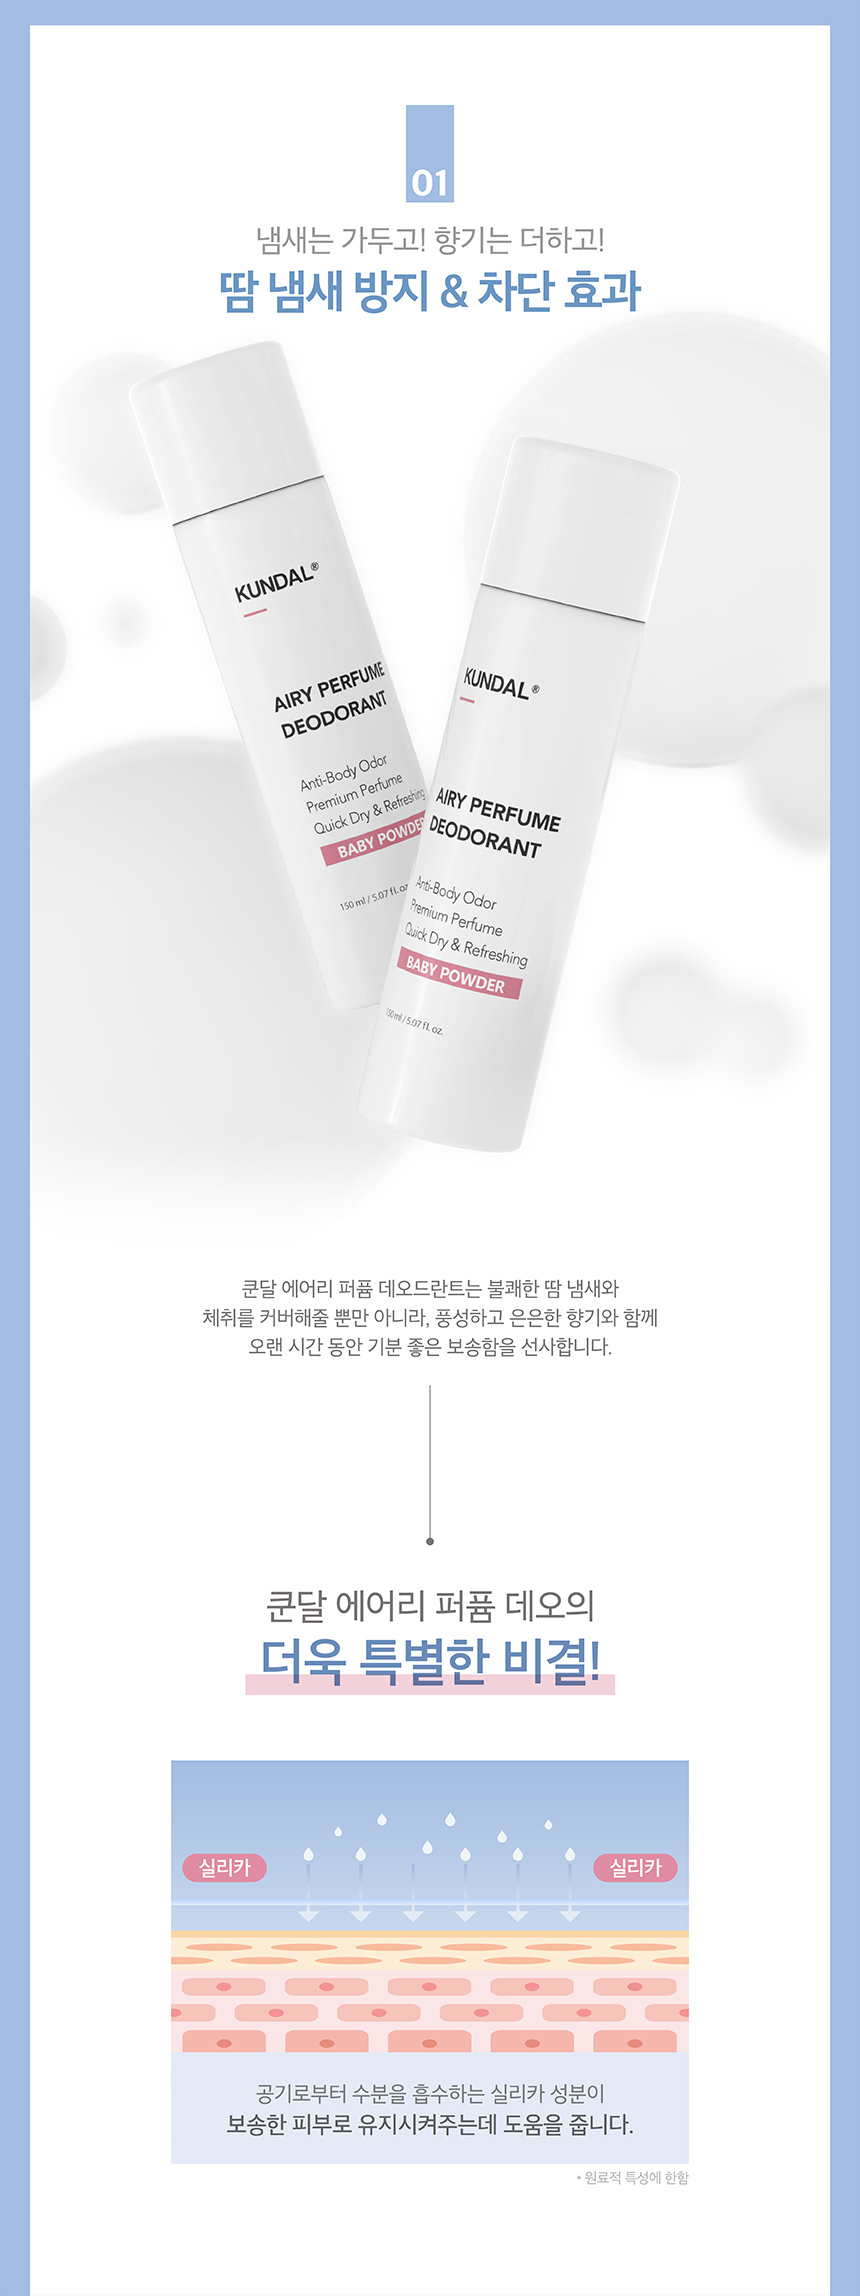 01
냄새는 가두고! 향기는 더하고!
땀 냄새 방지 & 차단 효과
KUNDAL®
AIRY PERFUME
DEODORANT
Anti-Body Odor
Premium Perfume
Quick Dry & Refreshing
BABY POWDER
150 ml / 5.07 fl. oz
KUNDAL®
AIRY PERFUME
DEODORANT
Anti-Body Odor
Premium Perfume
Quick Dry & Refreshing
BABY POWDER
150 ml / 5.07 fl. oz.
쿤달 에어리 퍼퓸 데오드란트는 불쾌한 땀 냄새와
체취를 커버해줄 뿐만 아니라, 풍성하고 은은한 향기와 함께
오랜 시간 동안 기분 좋은 보송함을 선사합니다.
쿤달 에어리 퍼퓸 데오의
더욱 특별한 비결!
실리카
실리카
공기로부터 수분을 흡수하는 실리카 성분이
보송한 피부로 유지시켜주는데 도움을 줍니다.
* 원료적 특성에 한함